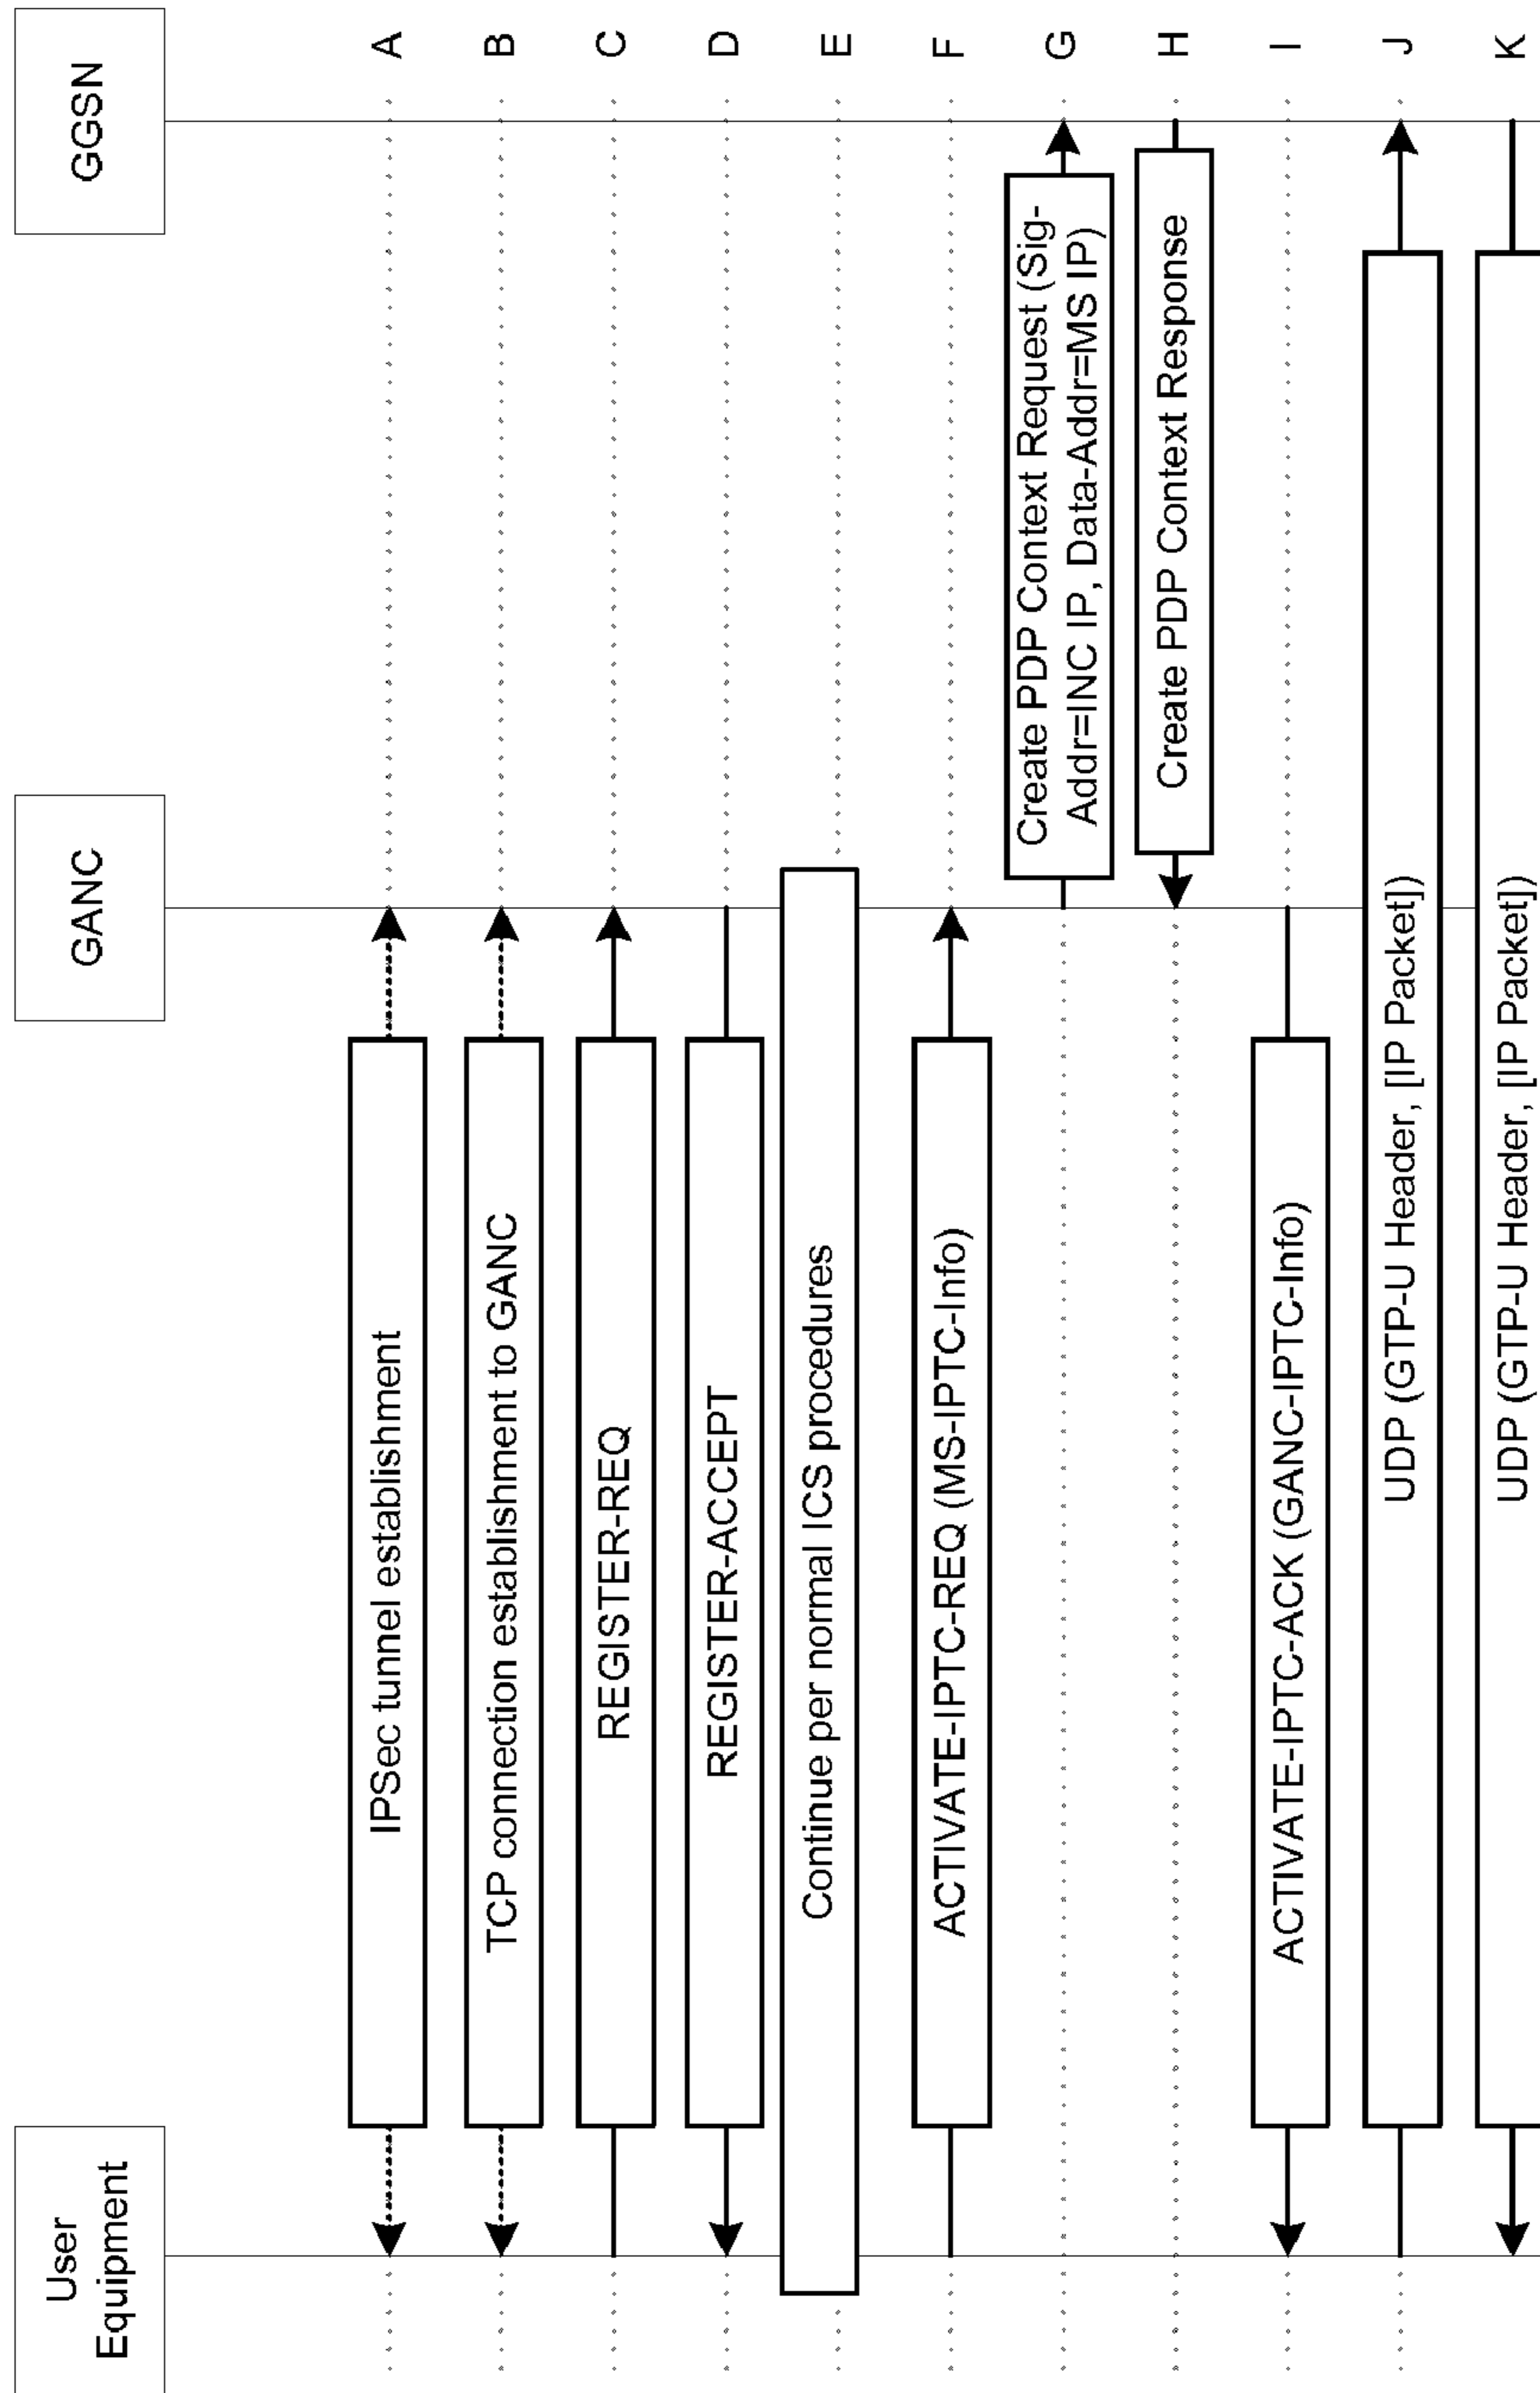 User
Equipment
GANC
GGSN
IPSec tunnel establishment
A
TCP connection establishment to GANC
B
REGISTER-REQ
C
REGISTER-ACCEPT
D
Continue per normal ICS procedures
E
ACTIVATE-IPTC-REQ (MS-IPTC-Info)
F
Create PDP Context Request (Sig-
Addr=INC IP, Data-Addr=MS IP)
G
Create PDP Context Response
H
ACTIVATE-IPTC-ACK (GANC-IPTC-Info)
I
UDP (GTP-U Header, [IP Packet])
J
UDP (GTP-U Header, [IP Packet])
K